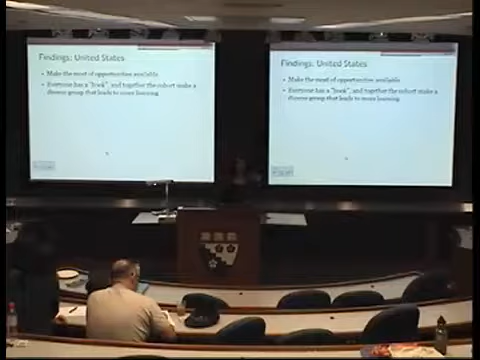 Findings: United States
• Make the most of opportunities available
• Everyone has a "hook", and together the cohort make a
diverse group that leads to more learning
Findings: United States
• Make the most of opportunities available
• Everyone has a "hook", and together the cohort make a
diverse group that leads to more learning